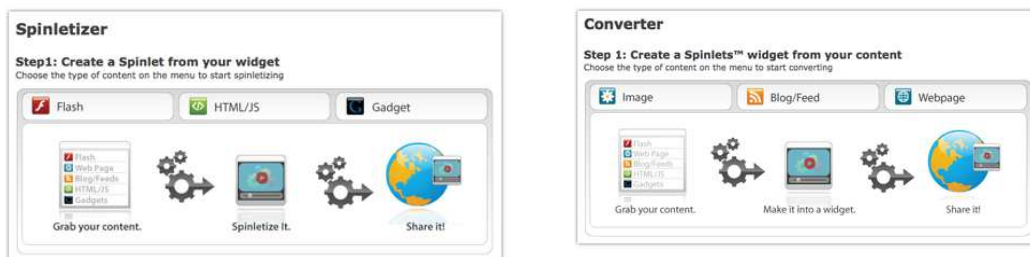 Spinletizer
Step1: Create a Spinlet from your widget
Choose the type of content on the menu to start spinletizing
Flash
HTML/JS
Gadget
Flash
Web Page
Blog/Feeds
HTML/JS
Gadgets
Grab your content.
Spinletize It.
Share it!
Converter
Step 1: Create a Spinlets™ widget from your content
Choose the type of content on the menu to start converting
Image
Blog/Feed
Webpage
Flash
Web Page
Blog/Feeds
HTML/JS
Gadgets
Grab your content.
Make it into a widget.
Share it!